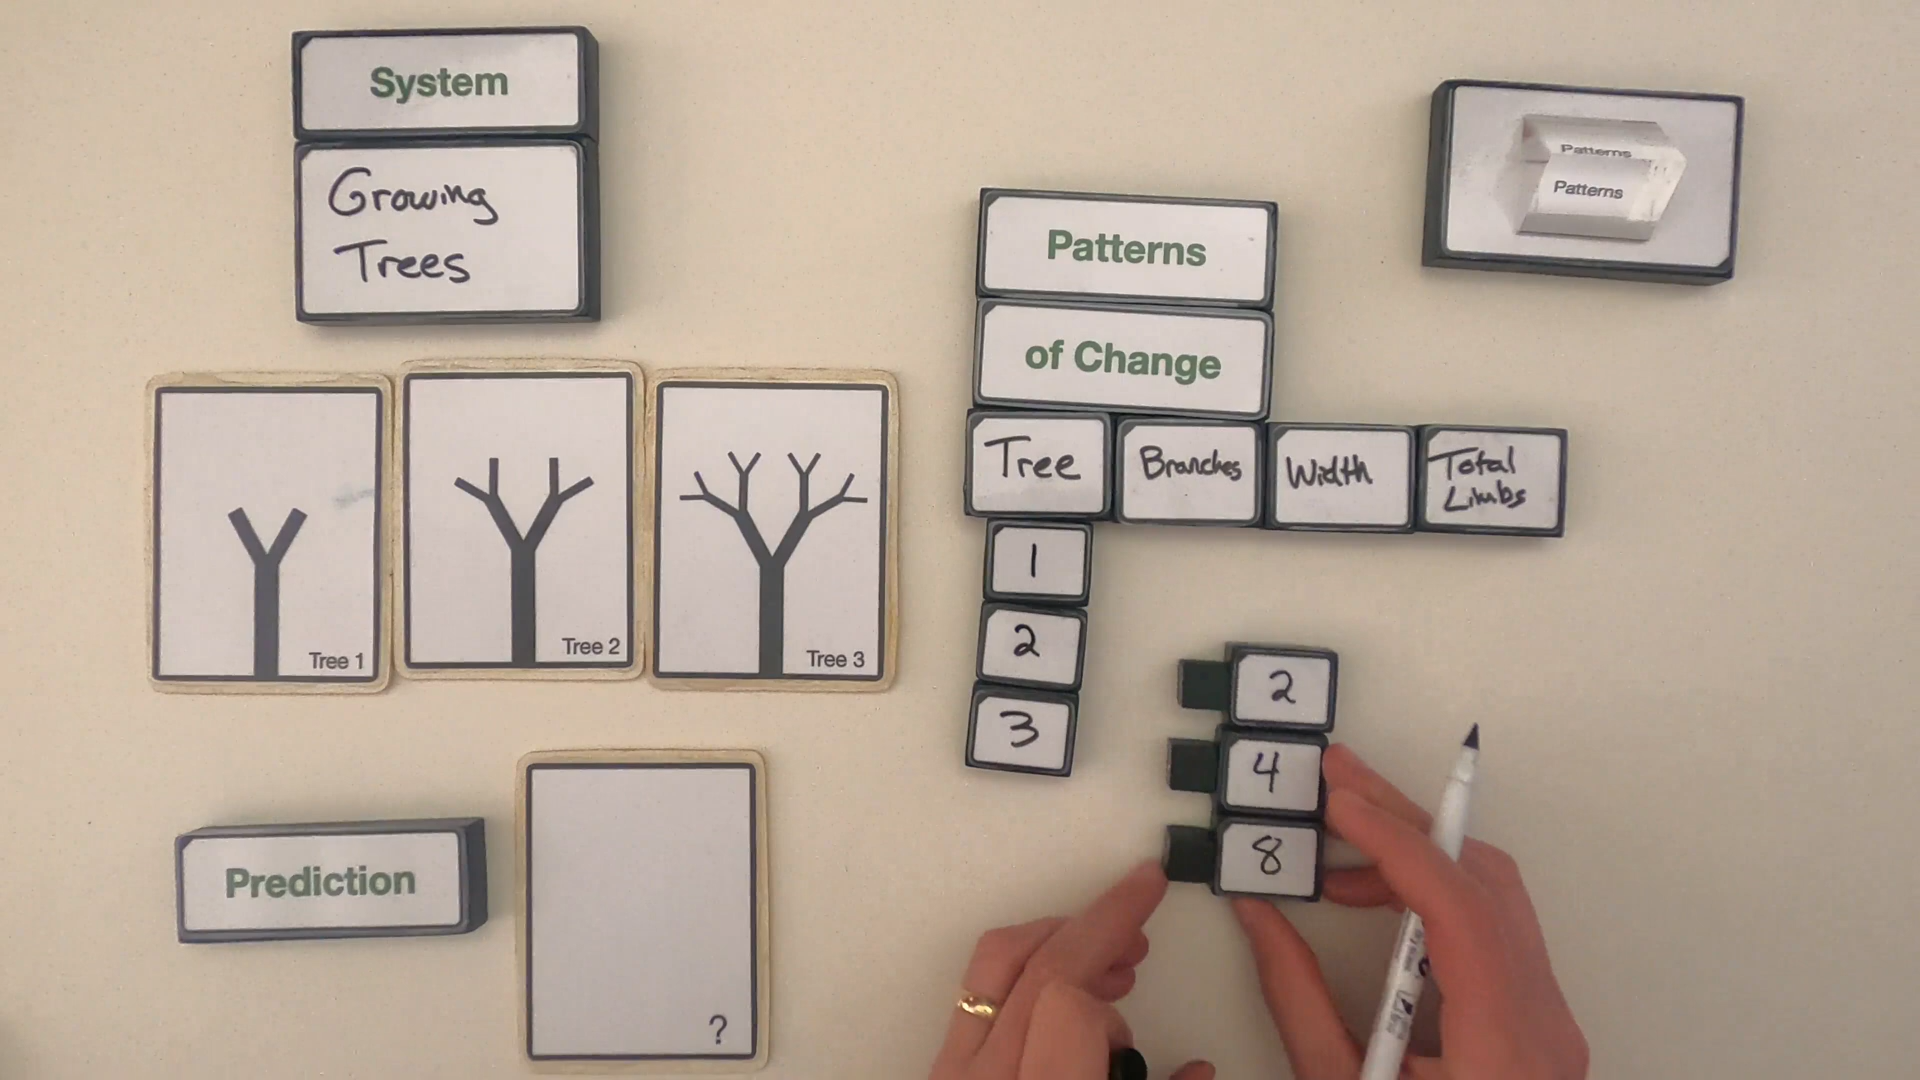 System
Growing
Trees
Patterns
Patterns
Patterns
of Change
Tree
Branches
Width
Total
Limbs
1
2
3
2
4
8
Tree 1
Tree 2
Tree 3
Prediction
?